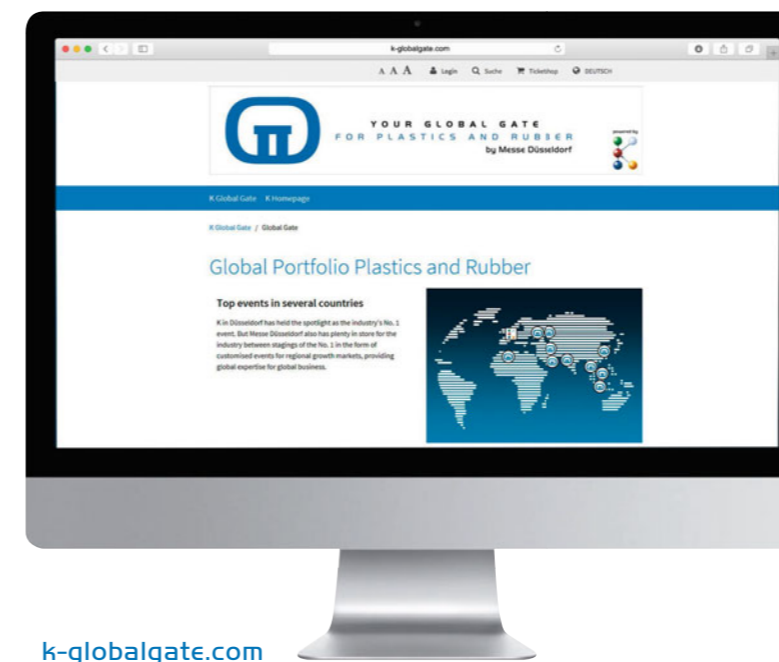 k-globalgate.com
A A A Login Suche Ticketshop DEUTSCH
YOUR GLOBAL GATE
FOR PLASTICS AND RUBBER
by Messe Düsseldorf
powered by
K Global Gate K Homepage
K Global Gate / Global Gate
Global Portfolio Plastics and Rubber
Top events in several countries
K in Düsseldorf has held the spotlight as the industry's No. 1
event. But Messe Düsseldorf also has plenty in store for the
industry between stagings of the No. 1 in the form of
customised events for regional growth markets, providing
global expertise for global business.
k-globalgate.com